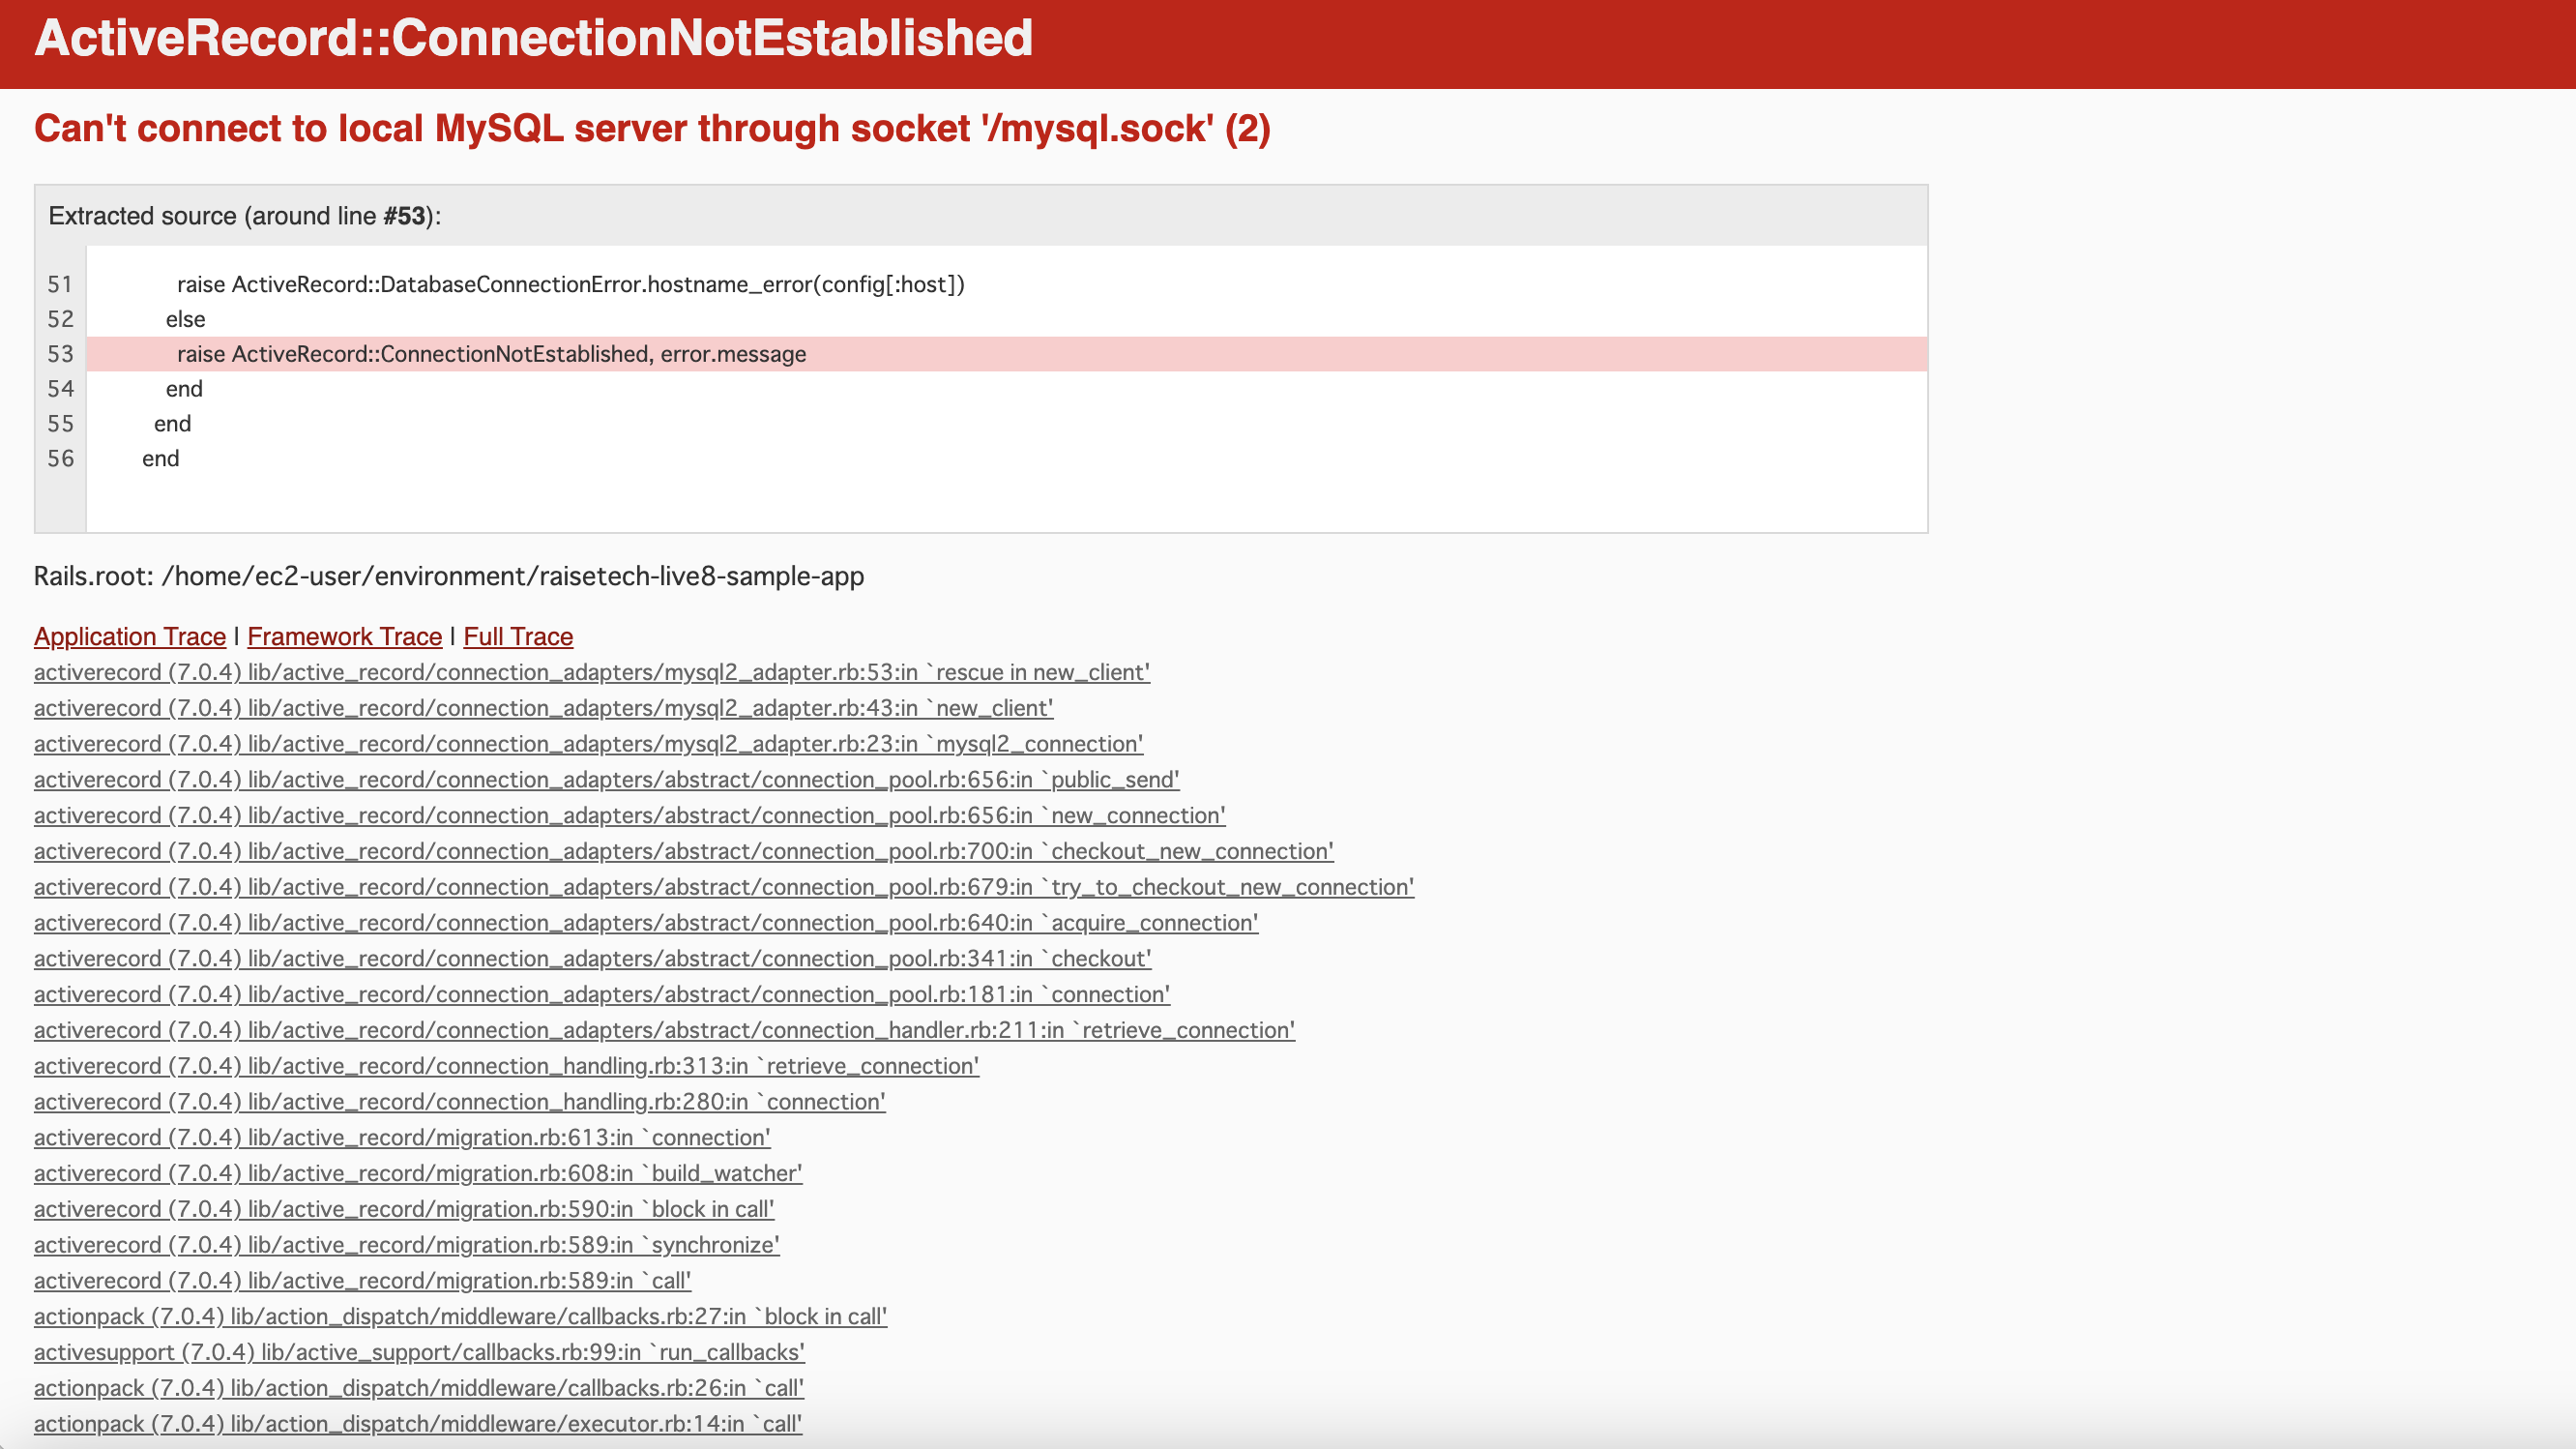 ActiveRecord::ConnectionNotEstablished
Can't connect to local MySQL server through socket '/mysql.sock' (2)
Extracted source (around line #53):
51 raise ActiveRecord::DatabaseConnectionError.hostname_error(config[:host])
52 else
53 raise ActiveRecord::ConnectionNotEstablished, error.message
54 end
55 end
56 end
Rails.root: /home/ec2-user/environment/raisetech-live8-sample-app
Application Trace | Framework Trace | Full Trace
activerecord (7.0.4) lib/active_record/connection_adapters/mysql2_adapter.rb:53:in `rescue in new_client'
activerecord (7.0.4) lib/active_record/connection_adapters/mysql2_adapter.rb:43:in `new_client'
activerecord (7.0.4) lib/active_record/connection_adapters/mysql2_adapter.rb:23:in `mysql2_connection'
activerecord (7.0.4) lib/active_record/connection_adapters/abstract/connection_pool.rb:656:in `public_send'
activerecord (7.0.4) lib/active_record/connection_adapters/abstract/connection_pool.rb:656:in `new_connection'
activerecord (7.0.4) lib/active_record/connection_adapters/abstract/connection_pool.rb:700:in `checkout_new_connection'
activerecord (7.0.4) lib/active_record/connection_adapters/abstract/connection_pool.rb:679:in `try_to_checkout_new_connection'
activerecord (7.0.4) lib/active_record/connection_adapters/abstract/connection_pool.rb:640:in `acquire_connection'
activerecord (7.0.4) lib/active_record/connection_adapters/abstract/connection_pool.rb:341:in `checkout'
activerecord (7.0.4) lib/active_record/connection_adapters/abstract/connection_pool.rb:181:in `connection'
activerecord (7.0.4) lib/active_record/connection_adapters/abstract/connection_handler.rb:211:in `retrieve_connection'
activerecord (7.0.4) lib/active_record/connection_handling.rb:313:in `retrieve_connection'
activerecord (7.0.4) lib/active_record/connection_handling.rb:280:in `connection'
activerecord (7.0.4) lib/active_record/migration.rb:613:in `connection'
activerecord (7.0.4) lib/active_record/migration.rb:608:in `build_watcher'
activerecord (7.0.4) lib/active_record/migration.rb:590:in `block in call'
activerecord (7.0.4) lib/active_record/migration.rb:589:in `synchronize'
activerecord (7.0.4) lib/active_record/migration.rb:589:in `call'
actionpack (7.0.4) lib/action_dispatch/middleware/callbacks.rb:27:in `block in call'
activesupport (7.0.4) lib/active_support/callbacks.rb:99:in `run_callbacks'
actionpack (7.0.4) lib/action_dispatch/middleware/callbacks.rb:26:in `call'
actionpack (7.0.4) lib/action_dispatch/middleware/executor.rb:14:in `call'